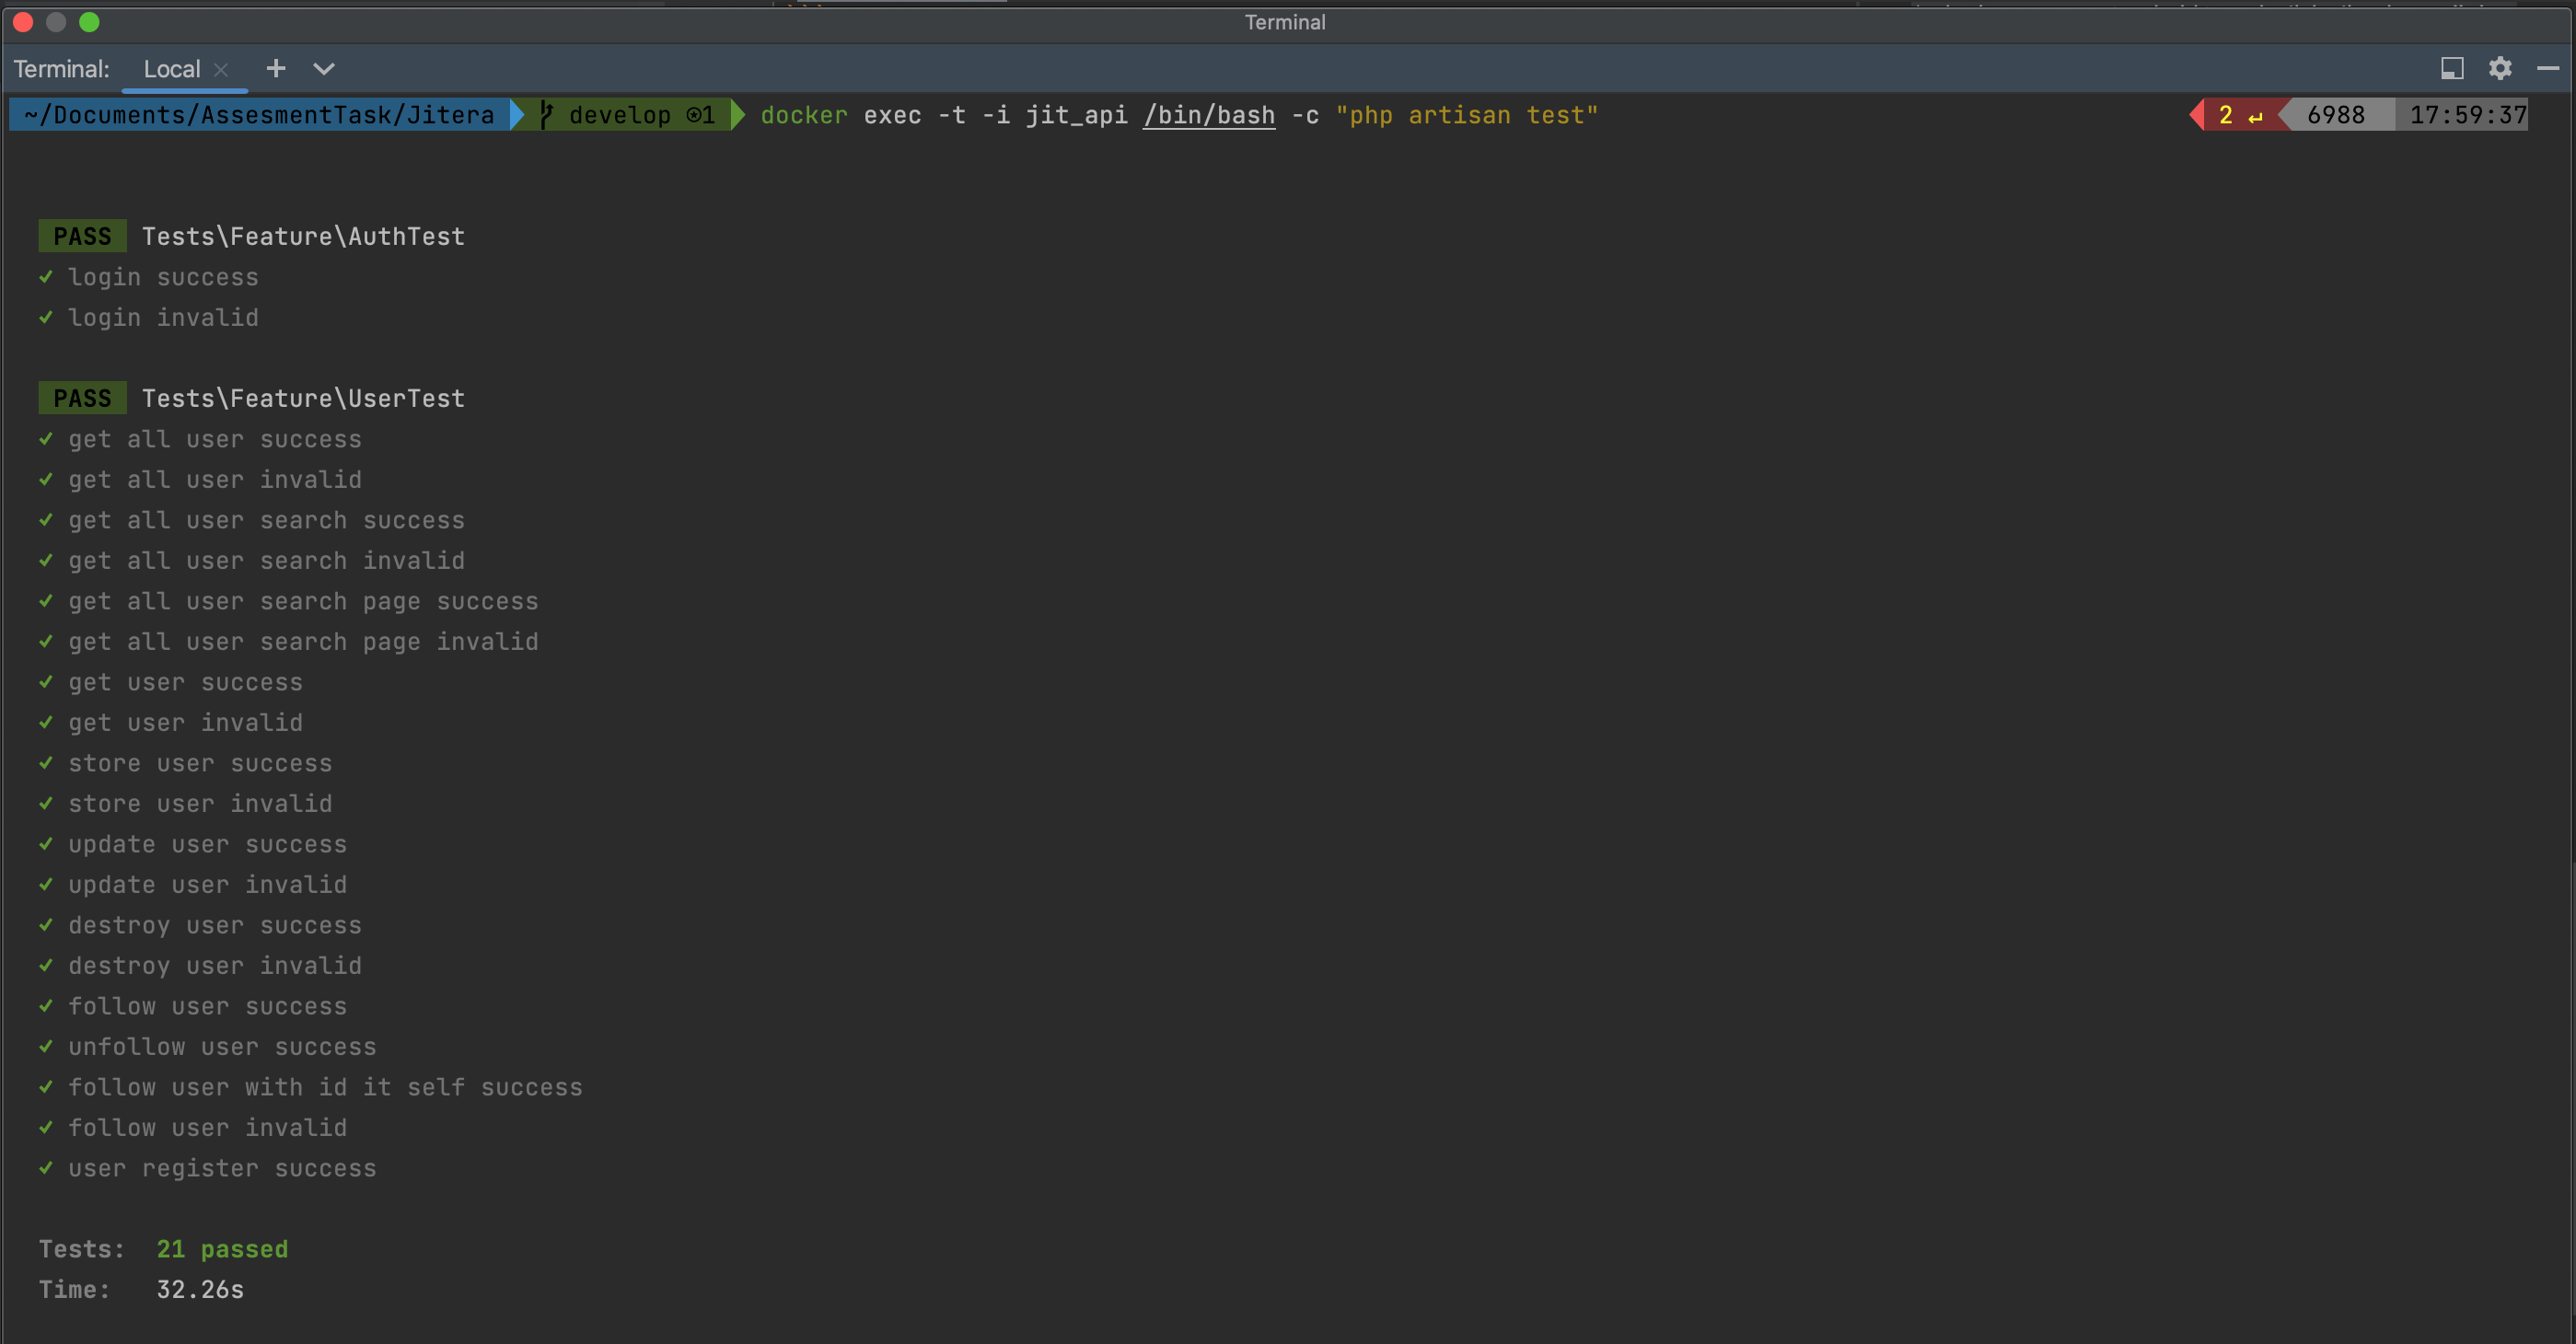 Terminal
Terminal: Local × + 
~/Documents/AssesmentTask/Jitera develop ⊙1 docker exec -t -i jit_api /bin/bash -c "php artisan test" 2 ↵ 6988 17:59:37
PASS Tests\Feature\AuthTest
✓ login success
✓ login invalid
PASS Tests\Feature\UserTest
✓ get all user success
✓ get all user invalid
✓ get all user search success
✓ get all user search invalid
✓ get all user search page success
✓ get all user search page invalid
✓ get user success
✓ get user invalid
✓ store user success
✓ store user invalid
✓ update user success
✓ update user invalid
✓ destroy user success
✓ destroy user invalid
✓ follow user success
✓ unfollow user success
✓ follow user with id it self success
✓ follow user invalid
✓ user register success
Tests: 21 passed
Time: 32.26s